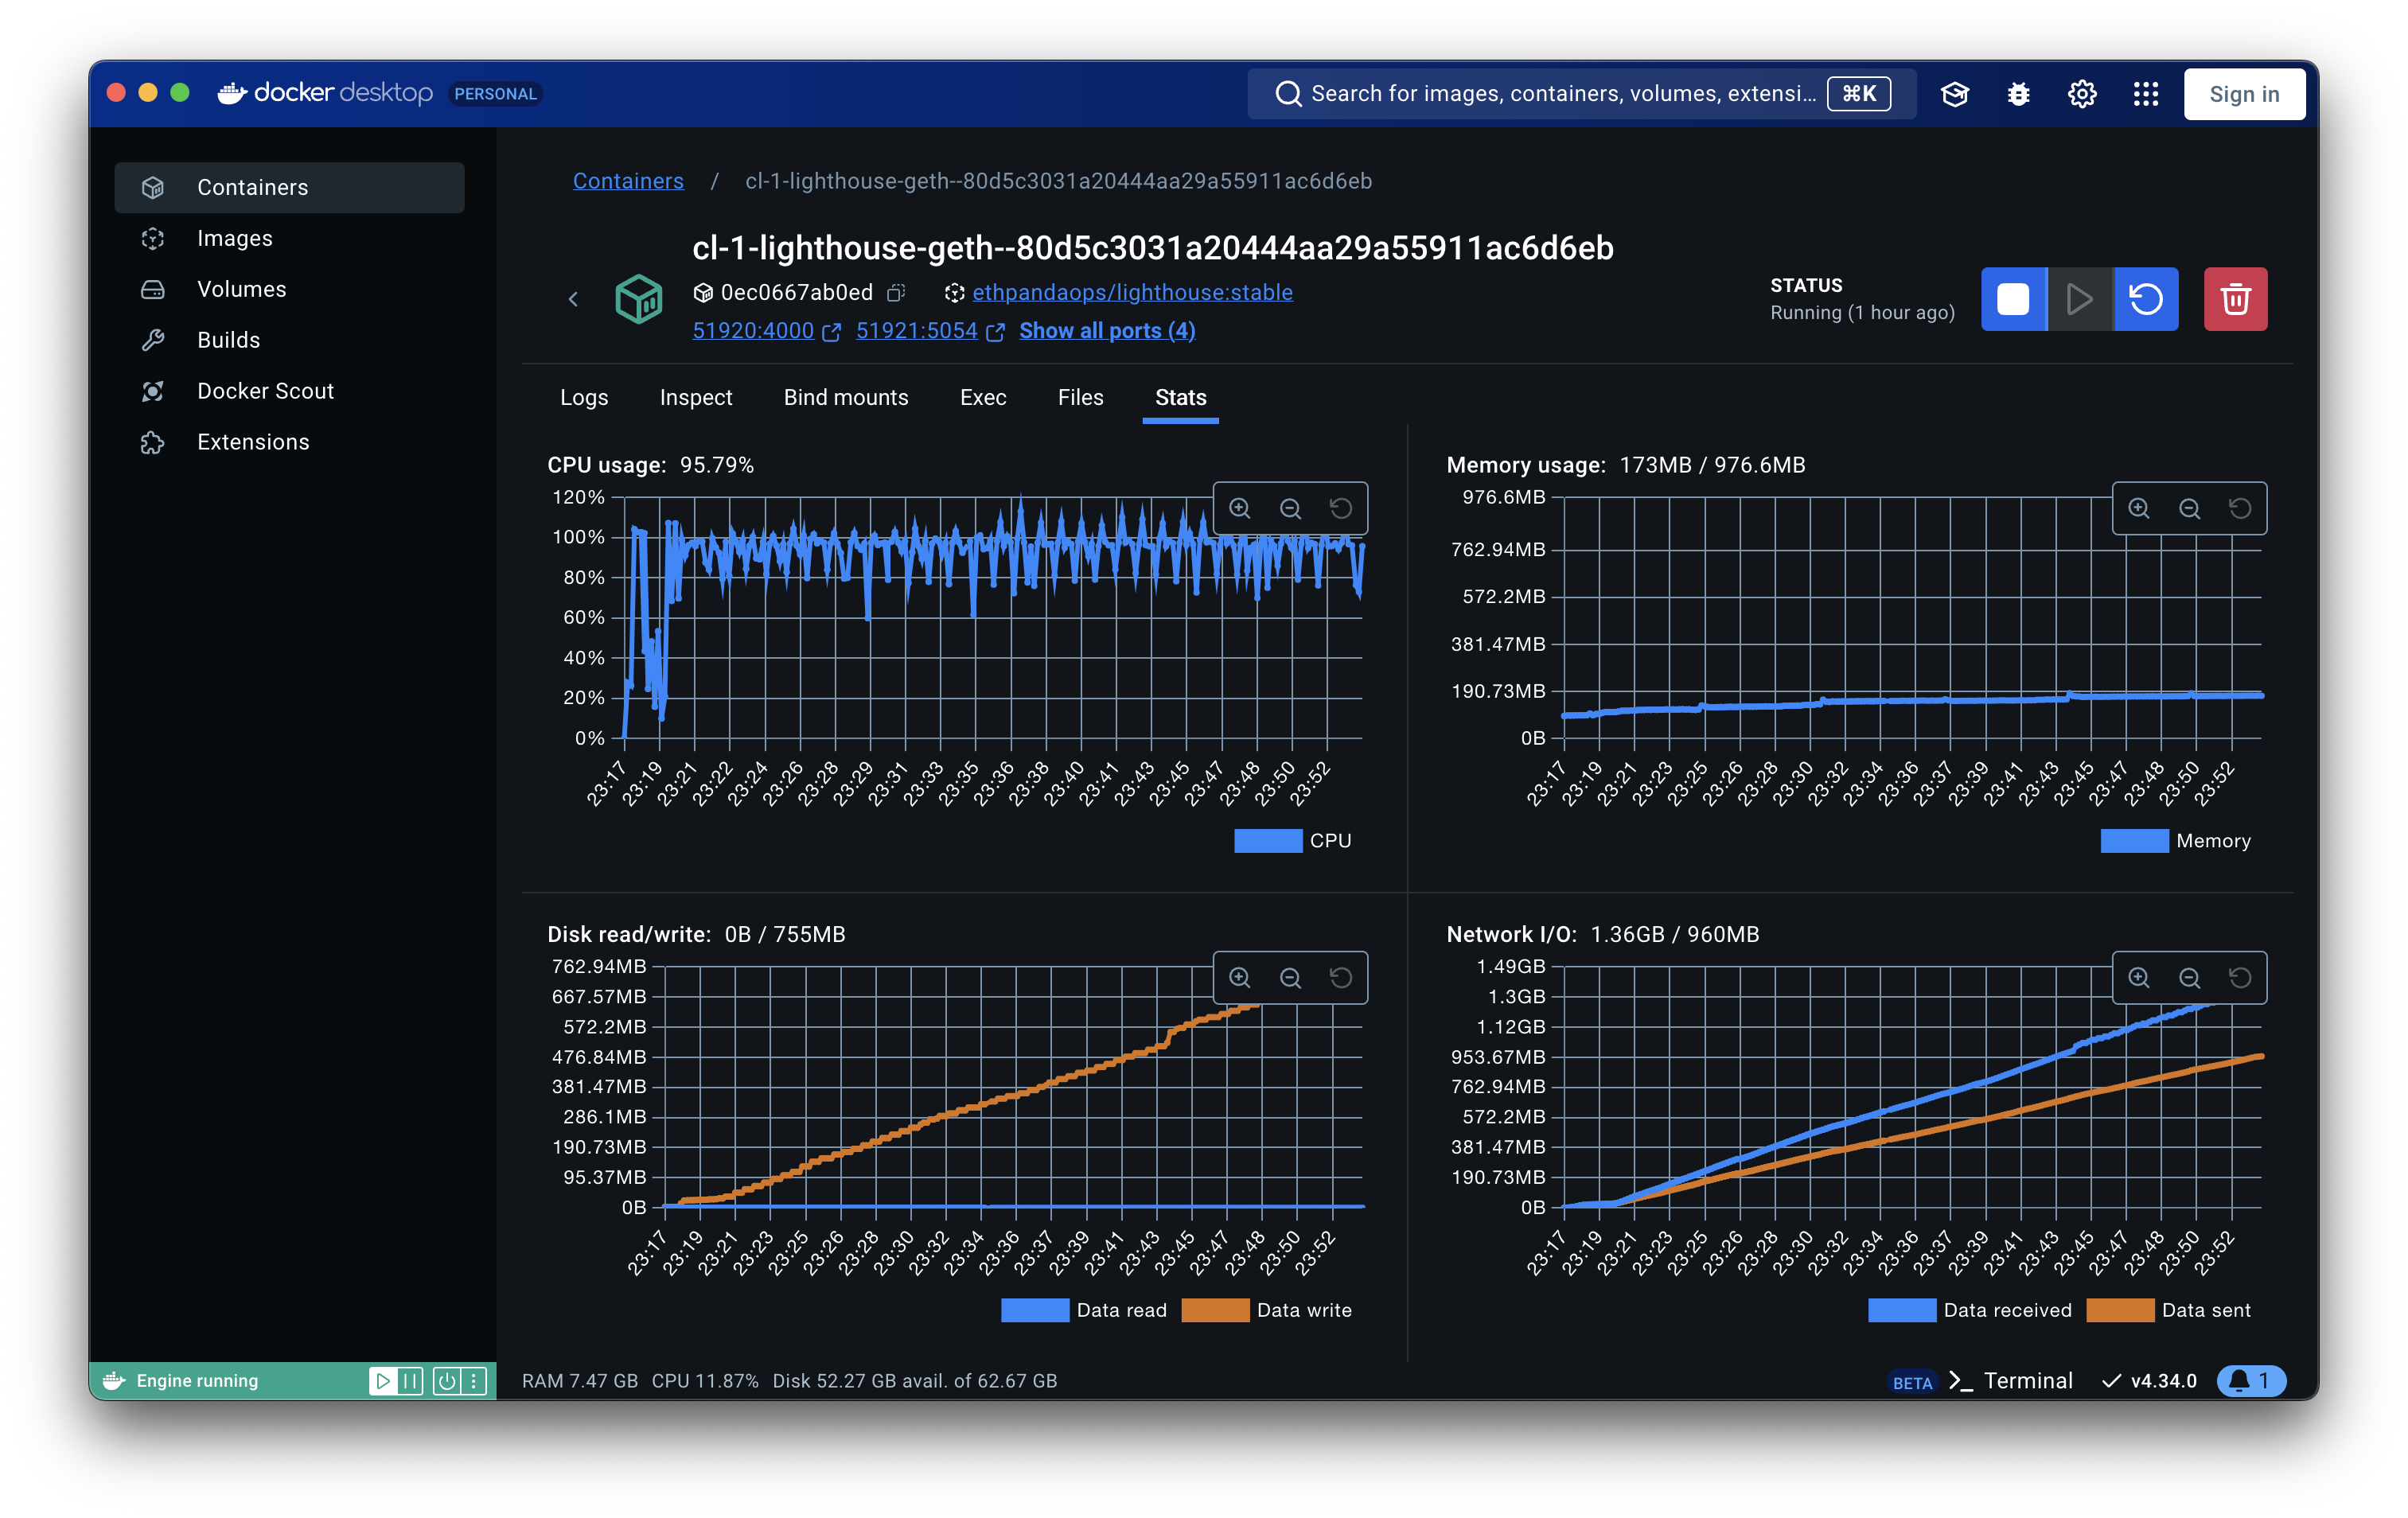 docker desktop PERSONAL
Search for images, containers, volumes, extensi... ⌘K
Sign in
Containers
Images
Volumes
Builds
Docker Scout
Extensions
Containers / cl-1-lighthouse-geth--80d5c3031a20444aa29a55911ac6d6eb
cl-1-lighthouse-geth--80d5c3031a20444aa29a55911ac6d6eb
0ec0667ab0ed ethpandaops/lighthouse:stable
51920:4000 51921:5054 Show all ports (4)
STATUS
Running (1 hour ago)
Logs Inspect Bind mounts Exec Files Stats
CPU usage: 95.79%
120%
100%
80%
60%
40%
20%
0%
23:17 23:19 23:21 23:22 23:24 23:26 23:28 23:29 23:31 23:33 23:35 23:36 23:38 23:40 23:41 23:43 23:45 23:47 23:48 23:50 23:52
CPU
Memory usage: 173MB / 976.6MB
976.6MB
762.94MB
572.2MB
381.47MB
190.73MB
0B
23:17 23:19 23:21 23:23 23:25 23:26 23:28 23:30 23:32 23:34 23:36 23:37 23:39 23:41 23:43 23:45 23:47 23:48 23:50 23:52
Memory
Disk read/write: 0B / 755MB
762.94MB
667.57MB
572.2MB
476.84MB
381.47MB
286.1MB
190.73MB
95.37MB
0B
23:17 23:19 23:21 23:23 23:25 23:26 23:28 23:30 23:32 23:34 23:36 23:37 23:39 23:41 23:43 23:45 23:47 23:48 23:50 23:52
Data read Data write
Network I/O: 1.36GB / 960MB
1.49GB
1.3GB
1.12GB
953.67MB
762.94MB
572.2MB
381.47MB
190.73MB
0B
23:17 23:19 23:21 23:23 23:25 23:26 23:28 23:30 23:32 23:34 23:36 23:37 23:39 23:41 23:43 23:45 23:47 23:48 23:50 23:52
Data received Data sent
Engine running
RAM 7.47 GB CPU 11.87% Disk 52.27 GB avail. of 62.67 GB
BETA >_ Terminal v4.34.0 1